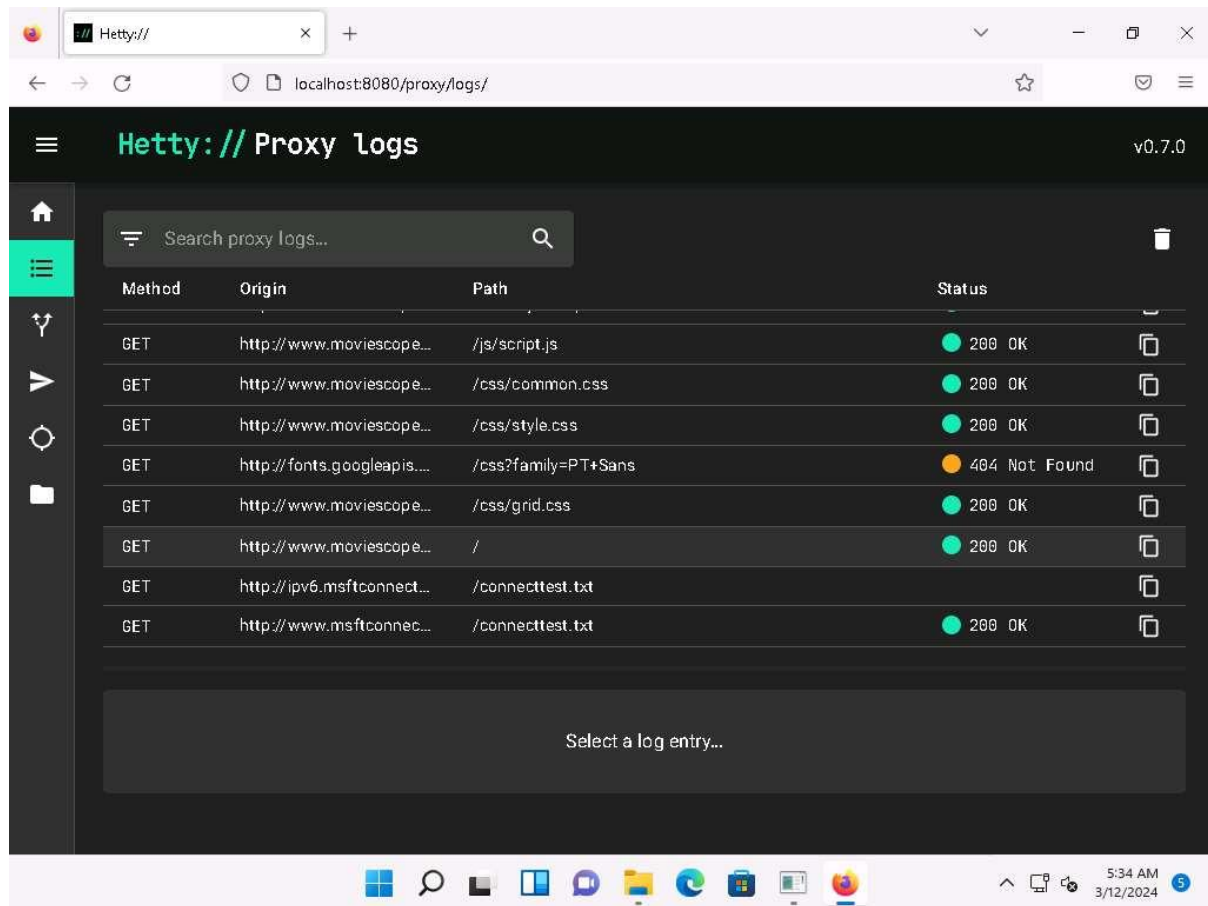 Hetty://
localhost:8080/proxy/logs/
Hetty:// Proxy logs
v0.7.0
Search proxy logs...
Method Origin Path Status
GET http://www.moviescope... /js/script.js 200 OK
GET http://www.moviescope... /css/common.css 200 OK
GET http://www.moviescope... /css/style.css 200 OK
GET http://fonts.googleapis.... /css?family=PT+Sans 404 Not Found
GET http://www.moviescope... /css/grid.css 200 OK
GET http://www.moviescope... / 200 OK
GET http://ipv6.msftconnect... /connecttest.txt
GET http://www.msftconnec... /connecttest.txt 200 OK
Select a log entry...
5:34 AM
3/12/2024
5